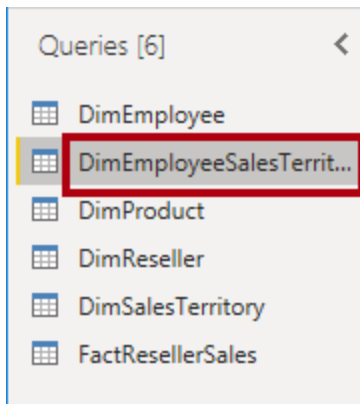 Queries [6]
DimEmployee
DimEmployeeSalesTerrit...
DimProduct
DimReseller
DimSalesTerritory
FactResellerSales